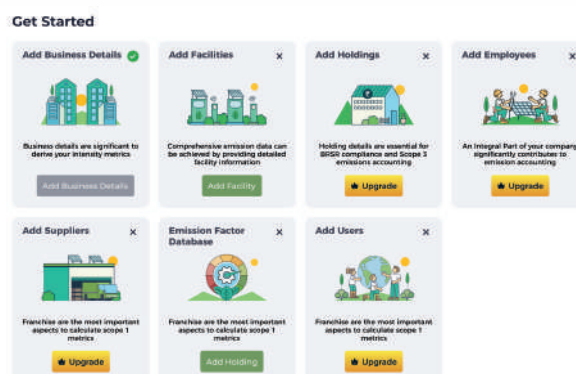 Get Started
Add Business Details
Business details are significant to
derive your intensity metrics
Add Business Details
Add Facilities
Comprehensive emission data can
be achieved by providing detailed
facility information
Add Facility
Add Holdings
Holding details are essential for
BRSR compliance and Scope 3
emissions accounting
Upgrade
Add Employees
An Integral Part of your company
significantly contributes to
emission accounting
Upgrade
Add Suppliers
Franchise are the most important
aspects to calculate scope 1
metrics
Upgrade
Emission Factor
Database
Franchise are the most important
aspects to calculate scope 1
metrics
Add Holding
Add Users
Franchise are the most important
aspects to calculate scope 1
metrics
Upgrade